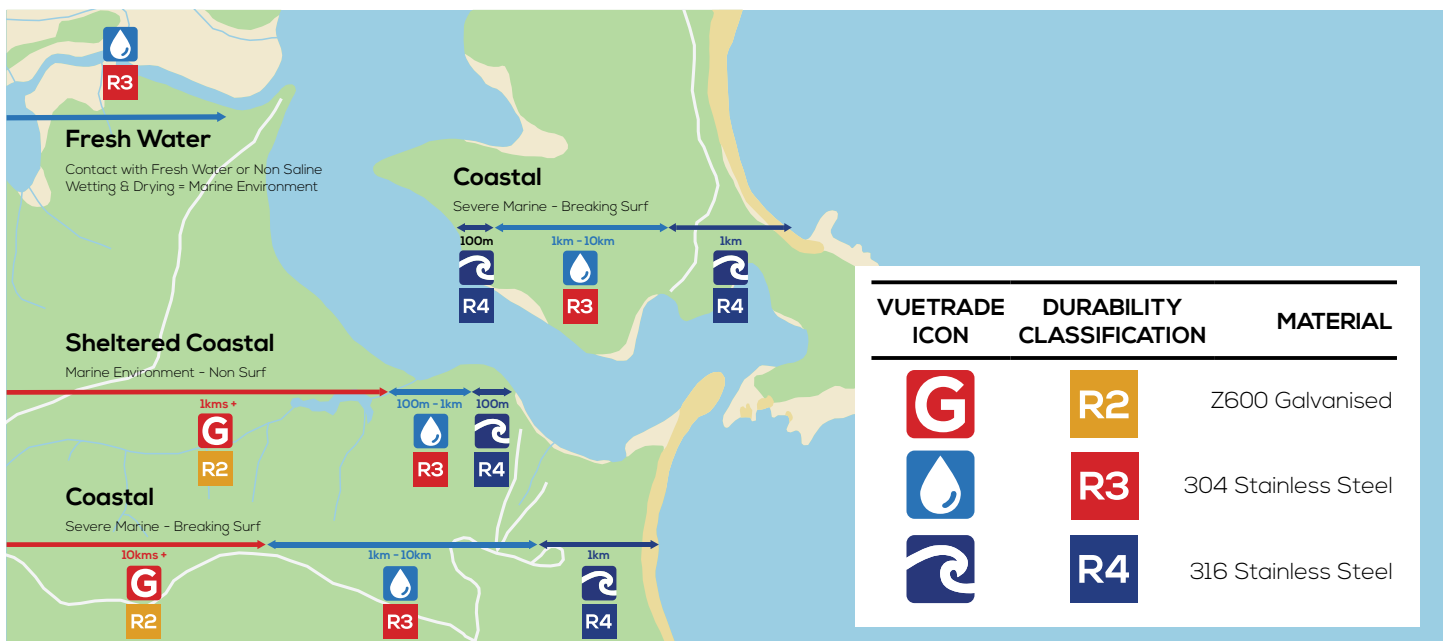 R3
Fresh Water
Contact with Fresh Water or Non Saline
Wetting & Drying = Marine Environment
Coastal
Severe Marine - Breaking Surf
100m 1km - 10km 1km
R4 R3 R4
Sheltered Coastal
Marine Environment - Non Surf
1kms + 100m - 1km 100m
G
R2 R3 R4
Coastal
Severe Marine - Breaking Surf
10kms + 1km - 10km 1km
G
R2 R3 R4
VUETRADE ICON DURABILITY CLASSIFICATION MATERIAL
G R2 Z600 Galvanised
R3 304 Stainless Steel
R4 316 Stainless Steel